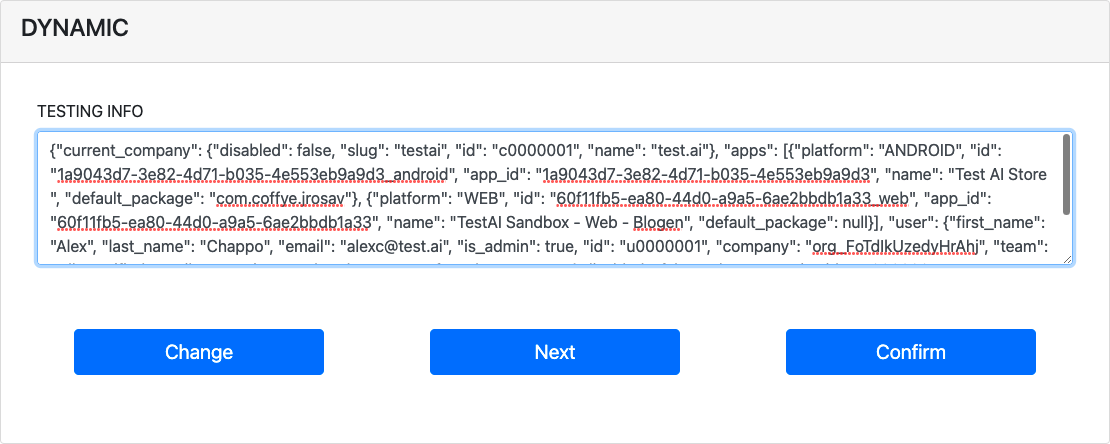 DYNAMIC
TESTING INFO
{"current_company": {"disabled": false, "slug": "testai", "id": "c0000001", "name": "test.ai"}, "apps": [{"platform": "ANDROID", "id":
"1a9043d7-3e82-4d71-b035-4e553eb9a9d3_android", "app_id": "1a9043d7-3e82-4d71-b035-4e553eb9a9d3", "name": "Test AI Store
", "default_package": "com.coffye.jrosav"}, {"platform": "WEB", "id": "60f11fb5-ea80-44d0-a9a5-6ae2bbdb1a33_web", "app_id":
"60f11fb5-ea80-44d0-a9a5-6ae2bbdb1a33", "name": "TestAI Sandbox - Web - Blogen", "default_package": null}], "user": {"first_name":
"Alex", "last_name": "Chappo", "email": "alexc@test.ai", "is_admin": true, "id": "u0000001", "company": "org_FoTdIkUzedyHrAhj", "team":
Change Next Confirm